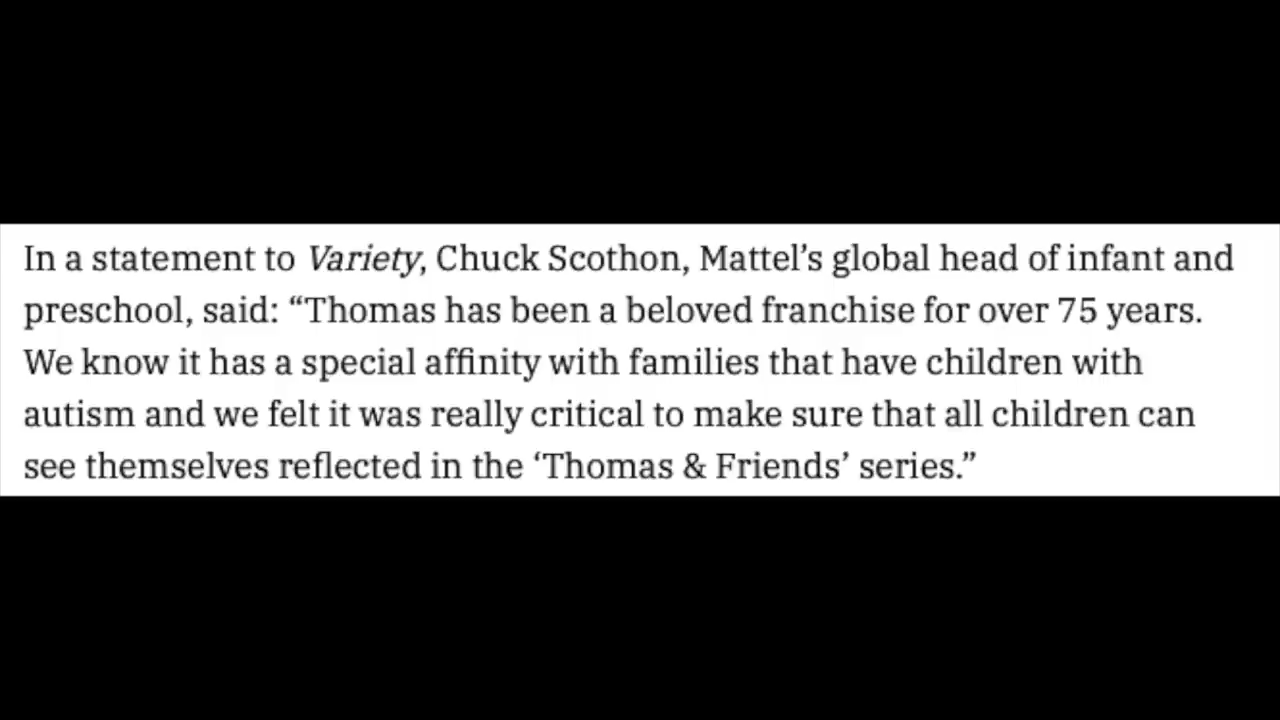 In a statement to Variety, Chuck Scothon, Mattel’s global head of infant and
preschool, said: “Thomas has been a beloved franchise for over 75 years.
We know it has a special affinity with families that have children with
autism and we felt it was really critical to make sure that all children can
see themselves reflected in the ‘Thomas & Friends’ series.”